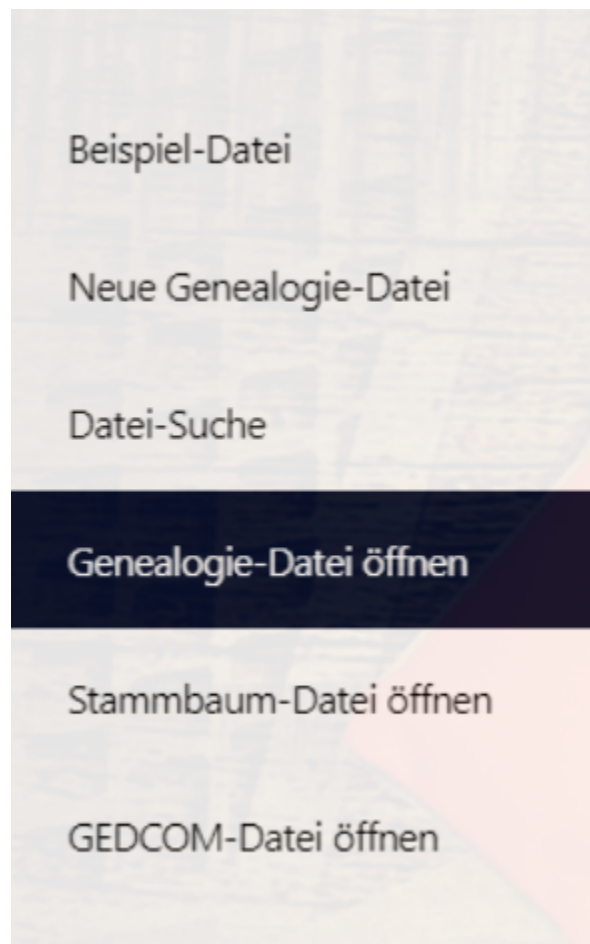 Beispiel-Datei
Neue Genealogie-Datei
Datei-Suche
Genealogie-Datei öffnen
Stammbaum-Datei öffnen
GEDCOM-Datei öffnen